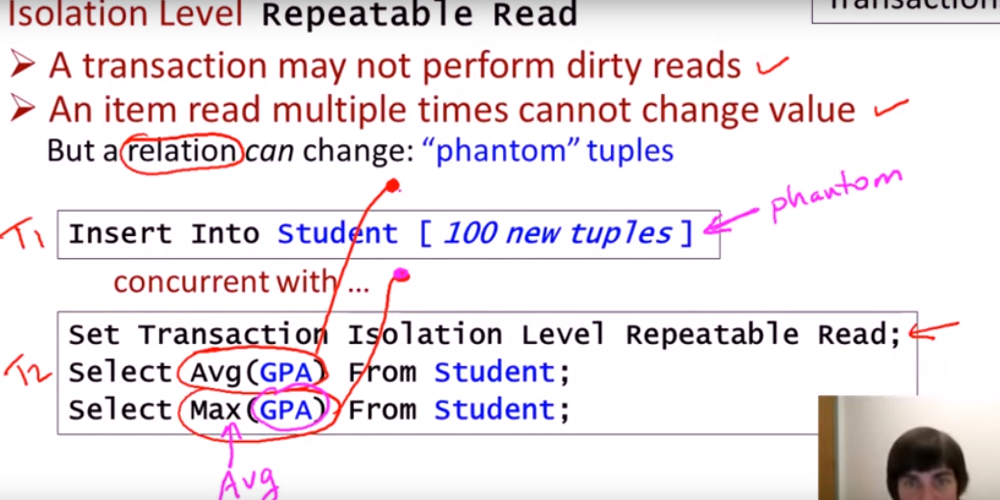 Isolation Level Repeatable Read
Transactions
➢ A transaction may not perform dirty reads
➢ An item read multiple times cannot change value
But a relation can change: “phantom” tuples
phantom
T1 Insert Into Student [ 100 new tuples ]
concurrent with ...
Set Transaction Isolation Level Repeatable Read;
T2 Select Avg(GPA) From Student;
Select Max(GPA) From Student;
Avg